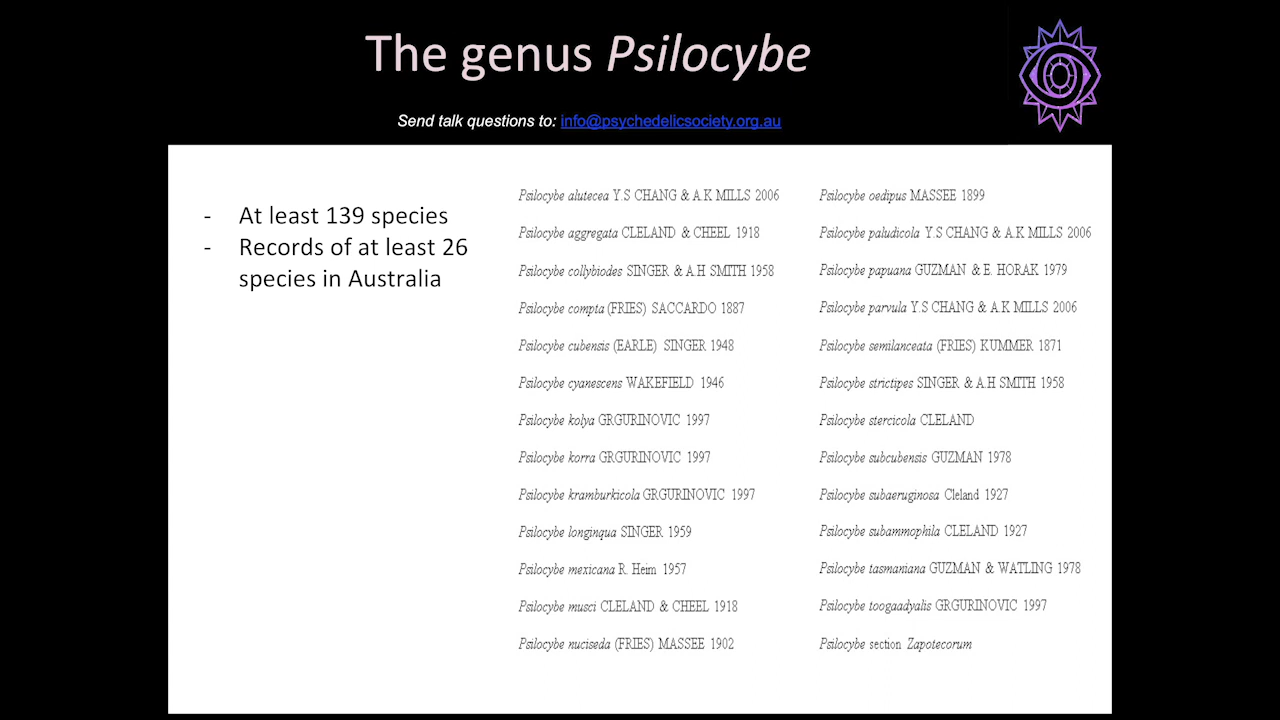 The genus Psilocybe
Send talk questions to: info@psychedelicsociety.org.au
- At least 139 species
- Records of at least 26
species in Australia
Psilocybe alutecea Y.S CHANG & A.K MILLS 2006
Psilocybe aggregata CLELAND & CHEEL 1918
Psilocybe collybiodes SINGER & A.H SMITH 1958
Psilocybe compta (FRIES) SACCARDO 1887
Psilocybe cubensis (EARLE) SINGER 1948
Psilocybe cyanescens WAKEFIELD 1946
Psilocybe kolya GRGURINOVIC 1997
Psilocybe korra GRGURINOVIC 1997
Psilocybe kramburkicola GRGURINOVIC 1997
Psilocybe longinqua SINGER 1959
Psilocybe mexicana R. Heim 1957
Psilocybe musci CLELAND & CHEEL 1918
Psilocybe nuciseda (FRIES) MASSEE 1902
Psilocybe oedipus MASSEE 1899
Psilocybe paludicola Y.S CHANG & A.K MILLS 2006
Psilocybe papuana GUZMAN & E. HORAK 1979
Psilocybe parvula Y.S CHANG & A.K MILLS 2006
Psilocybe semilanceata (FRIES) KUMMER 1871
Psilocybe strictipes SINGER & A.H SMITH 1958
Psilocybe stercicola CLELAND
Psilocybe subcubensis GUZMAN 1978
Psilocybe subaeruginosa Cleland 1927
Psilocybe subammophila CLELAND 1927
Psilocybe tasmaniana GUZMAN & WATLING 1978
Psilocybe toogaadyalis GRGURINOVIC 1997
Psilocybe section Zapotecorum